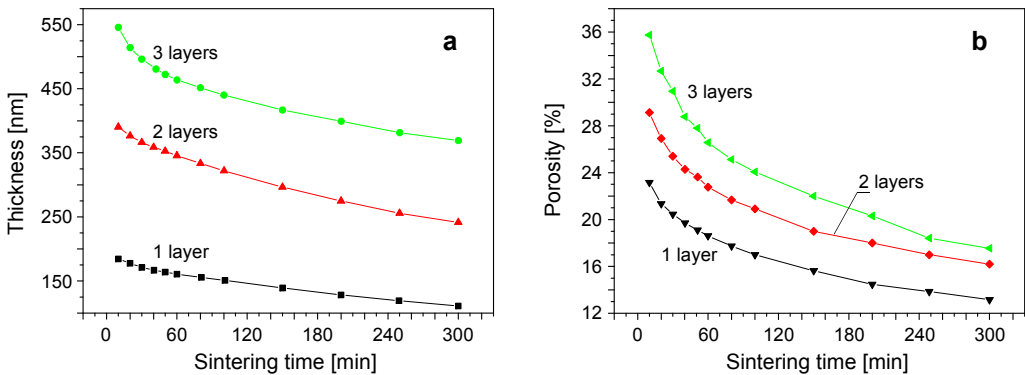 a
3 layers
2 layers
1 layer
Thickness [nm]
550
450
350
250
150
0 60 120 180 240 300
Sintering time [min]
b
3 layers
2 layers
1 layer
Porosity [%]
36
32
28
24
20
16
12
0 60 120 180 240 300
Sintering time [min]